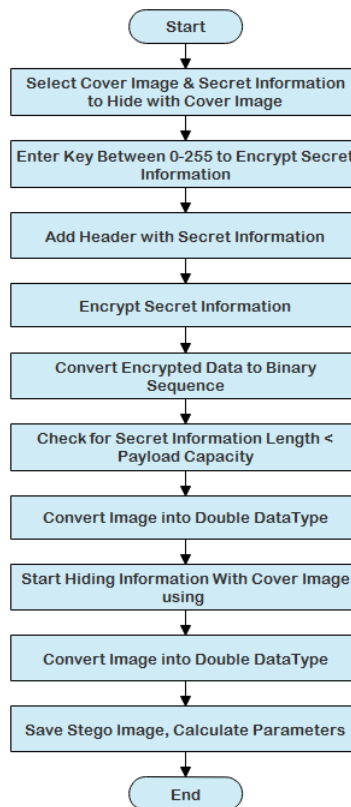 Start
Select Cover Image & Secret Information
to Hide with Cover Image
Enter Key Between 0-255 to Encrypt Secret
Information
Add Header with Secret Information
Encrypt Secret Information
Convert Encrypted Data to Binary
Sequence
Check for Secret Information Length <
Payload Capacity
Convert Image into Double DataType
Start Hiding Information With Cover Image
using
Convert Image into Double DataType
Save Stego Image, Calculate Parameters
End